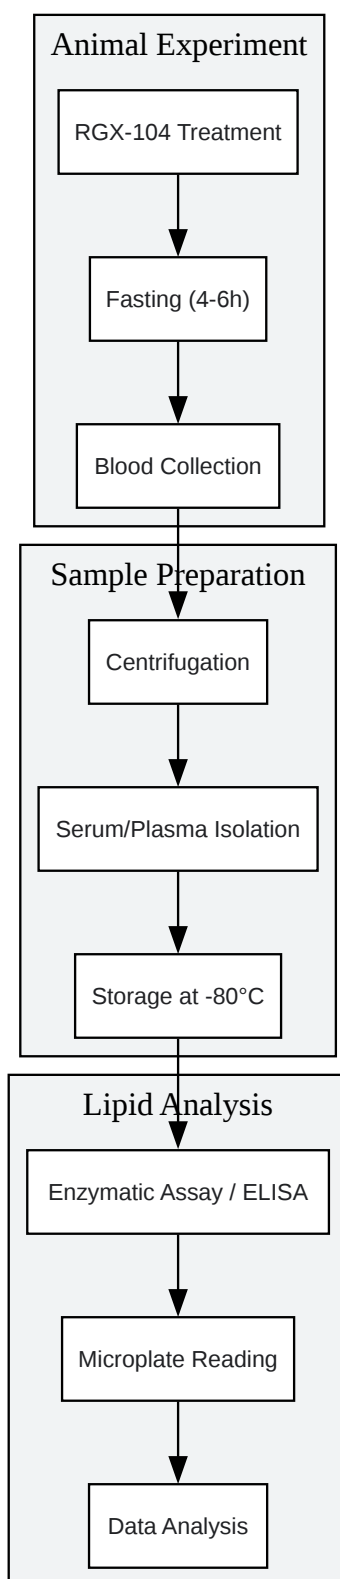 Animal Experiment
RGX-104 Treatment
Fasting (4-6h)
Blood Collection
Sample Preparation
Centrifugation
Serum/Plasma Isolation
Storage at -80°C
Lipid Analysis
Enzymatic Assay / ELISA
Microplate Reading
Data Analysis